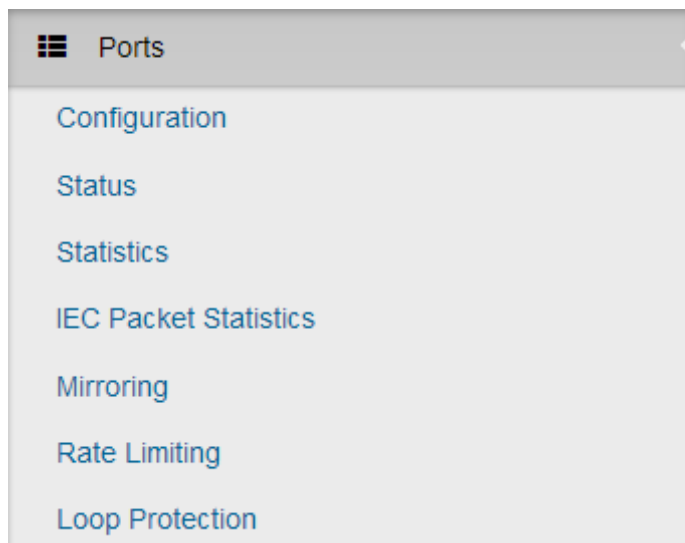 Ports
Configuration
Status
Statistics
IEC Packet Statistics
Mirroring
Rate Limiting
Loop Protection